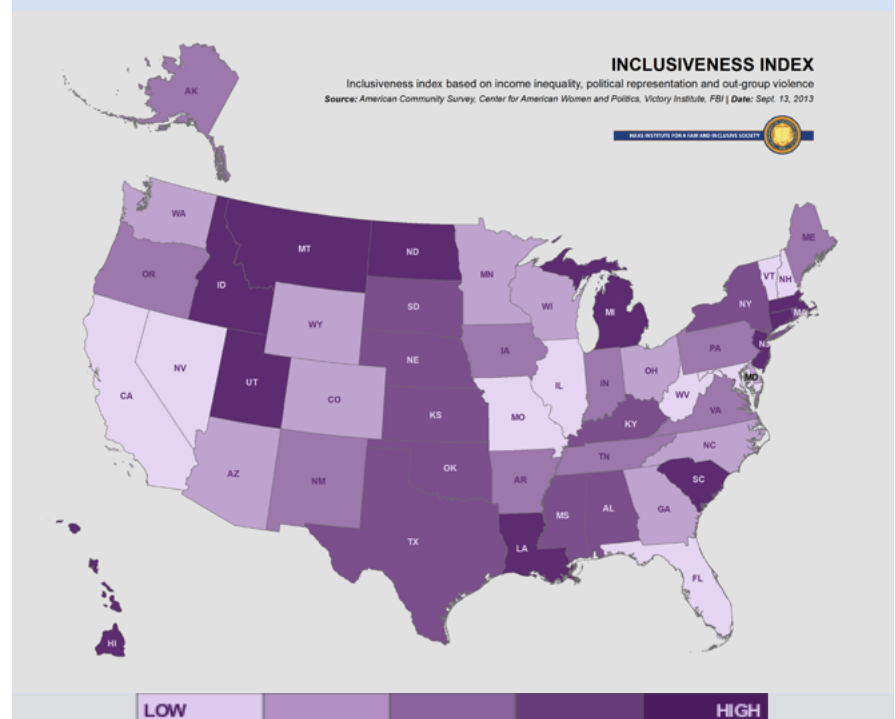 INCLUSIVENESS INDEX
Inclusiveness index based on income inequality, political representation and out-group violence
Source: American Community Survey, Center for American Women and Politics, Victory Institute, FBI | Date: Sept. 13, 2013
HAAS INSTITUTE FOR A FAIR AND INCLUSIVE SOCIETY
AK
WA
MT
ND
MN
ME
VT
NH
OR
ID
SD
WI
MI
NY
MA
WY
NE
IA
PA
NJ
NV
UT
CO
IL
IN
OH
MD
CA
KS
MO
WV
VA
KY
AZ
NM
OK
AR
TN
NC
SC
TX
MS
AL
GA
LA
FL
HI
LOW
HIGH